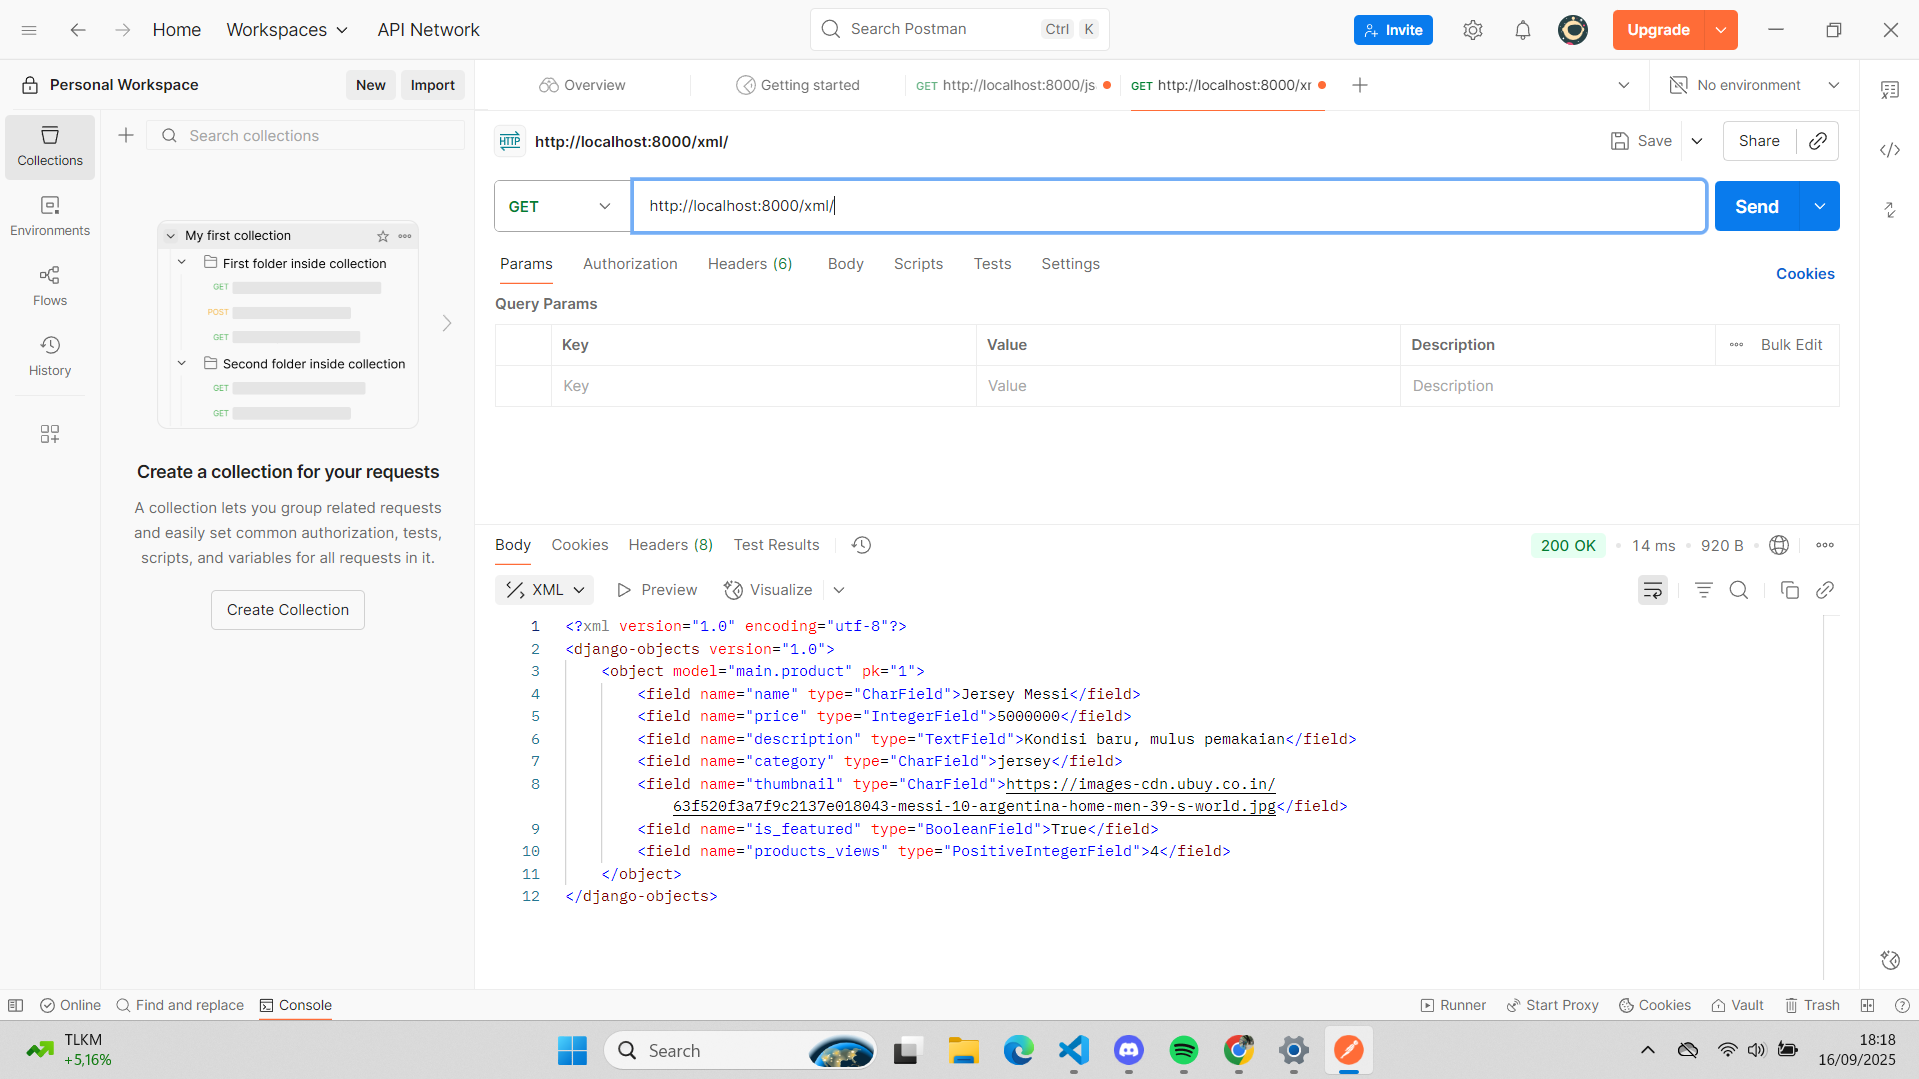 Home
Workspaces
API Network
Search Postman
Ctrl K
Invite
Upgrade
Personal Workspace
New
Import
Overview
Getting started
GET http://localhost:8000/js
GET http://localhost:8000/xr
No environment
Collections
Environments
Flows
History
Search collections
My first collection
First folder inside collection
GET
POST
GET
Second folder inside collection
GET
GET
Create a collection for your requests
A collection lets you group related requests
and easily set common authorization, tests,
scripts, and variables for all requests in it.
Create Collection
HTTP http://localhost:8000/xml/
Save
Share
GET
http://localhost:8000/xml/
Send
Params Authorization Headers (6) Body Scripts Tests Settings
Cookies
Query Params
Key Value Description Bulk Edit
Key Value Description
Body Cookies Headers (8) Test Results
200 OK 14 ms 920 B
XML Preview Visualize
1 <?xml version="1.0" encoding="utf-8"?>
2 <django-objects version="1.0">
3 <object model="main.product" pk="1">
4 <field name="name" type="CharField">Jersey Messi</field>
5 <field name="price" type="IntegerField">5000000</field>
6 <field name="description" type="TextField">Kondisi baru, mulus pemakaian</field>
7 <field name="category" type="CharField">jersey</field>
8 <field name="thumbnail" type="CharField">https://images-cdn.ubuy.co.in/
63f520f3a7f9c2137e018043-messi-10-argentina-home-men-39-s-world.jpg</field>
9 <field name="is_featured" type="BooleanField">True</field>
10 <field name="products_views" type="PositiveIntegerField">4</field>
11 </object>
12 </django-objects>
Online
Find and replace
Console
Runner
Start Proxy
Cookies
Vault
Trash
TLKM
+5,16%
Search
18:18
16/09/2025